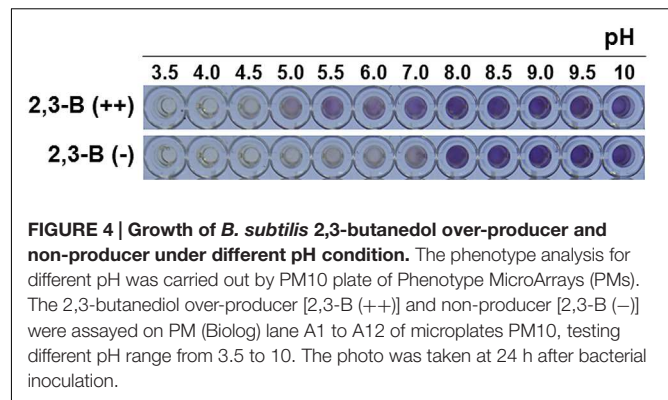 pH
3.5 4.0 4.5 5.0 5.5 6.0 7.0 8.0 8.5 9.0 9.5 10
2,3-B (++)
2,3-B (-)
FIGURE 4 | Growth of B. subtilis 2,3-butanedol over-producer and
non-producer under different pH condition. The phenotype analysis for
different pH was carried out by PM10 plate of Phenotype MicroArrays (PMs).
The 2,3-butanediol over-producer [2,3-B (++)] and non-producer [2,3-B (−)]
were assayed on PM (Biolog) lane A1 to A12 of microplates PM10, testing
different pH range from 3.5 to 10. The photo was taken at 24 h after bacterial
inoculation.